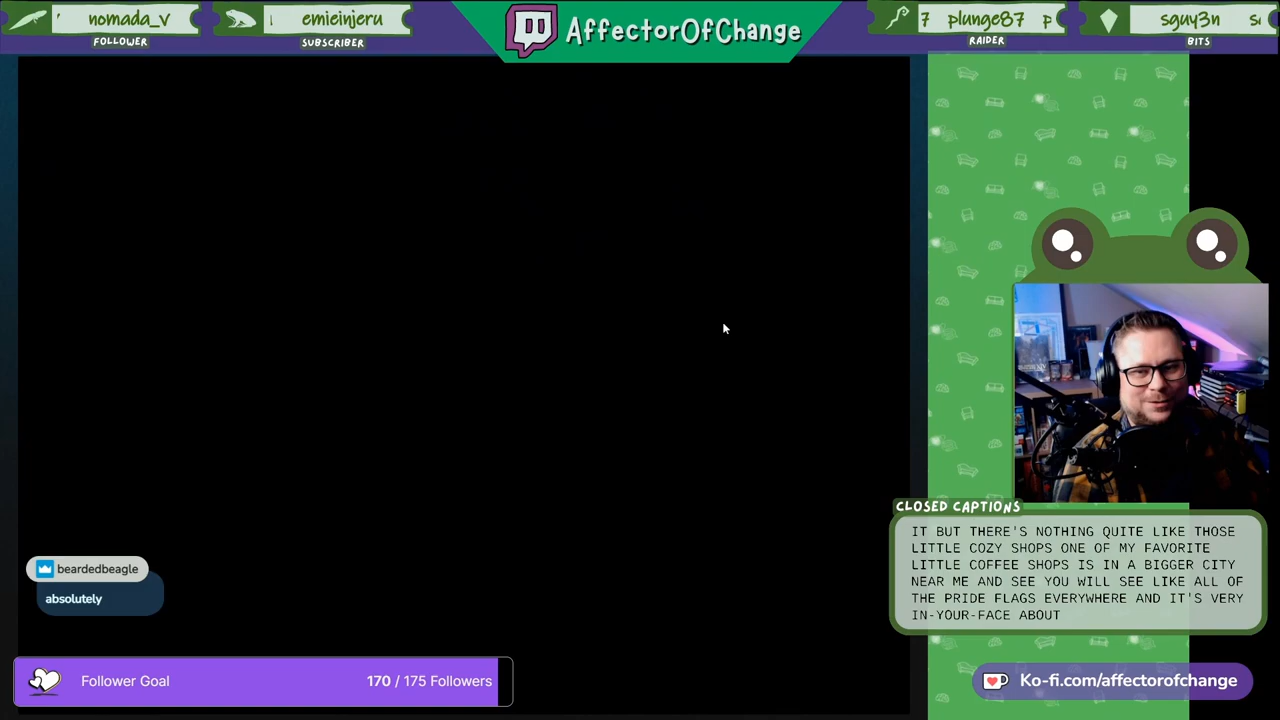 nomada_v
FOLLOWER
emieinjeru
SUBSCRIBER
AffectorOfChange
7 plunge87 p
RAIDER
sguy3n
BITS
CLOSED CAPTIONS
IT BUT THERE'S NOTHING QUITE LIKE THOSE
LITTLE COZY SHOPS ONE OF MY FAVORITE
LITTLE COFFEE SHOPS IS IN A BIGGER CITY
NEAR ME AND SEE YOU WILL SEE LIKE ALL OF
THE PRIDE FLAGS EVERYWHERE AND IT'S VERY
IN-YOUR-FACE ABOUT
beardedbeagle
absolutely
Follower Goal
170 / 175 Followers
Ko-fi.com/affectorofchange